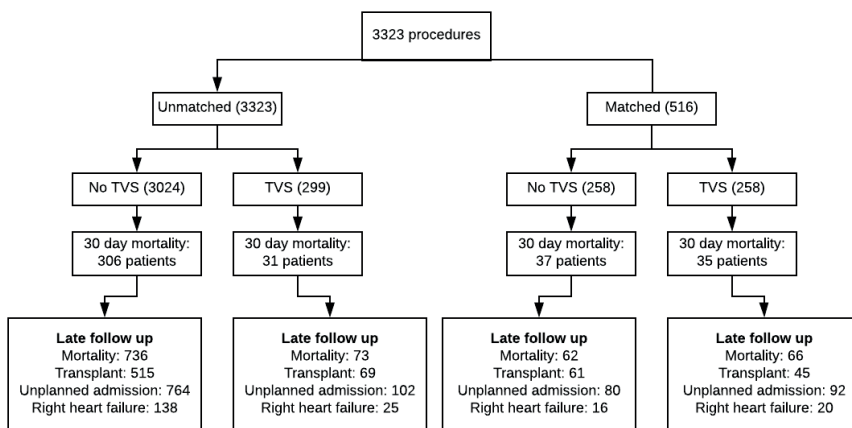 3323 procedures
Unmatched (3323)
Matched (516)
No TVS (3024)
TVS (299)
No TVS (258)
TVS (258)
30 day mortality:
306 patients
30 day mortality:
31 patients
30 day mortality:
37 patients
30 day mortality:
35 patients
Late follow up
Mortality: 736
Transplant: 515
Unplanned admission: 764
Right heart failure: 138
Late follow up
Mortality: 73
Transplant: 69
Unplanned admission: 102
Right heart failure: 25
Late follow up
Mortality: 62
Transplant: 61
Unplanned admission: 80
Right heart failure: 16
Late follow up
Mortality: 66
Transplant: 45
Unplanned admission: 92
Right heart failure: 20